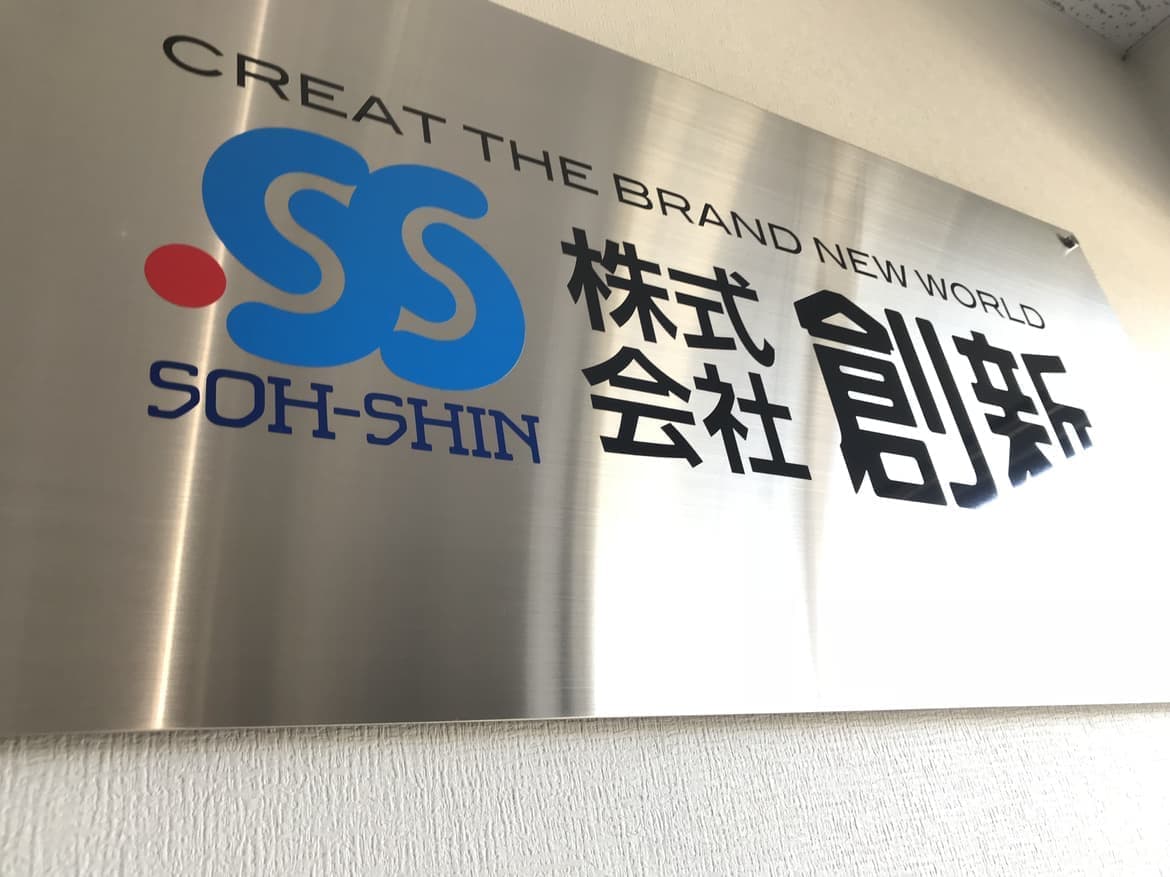 CREAT THE BRAND NEW WORLD
SS
SOH-SHIN
株式
会社
創新